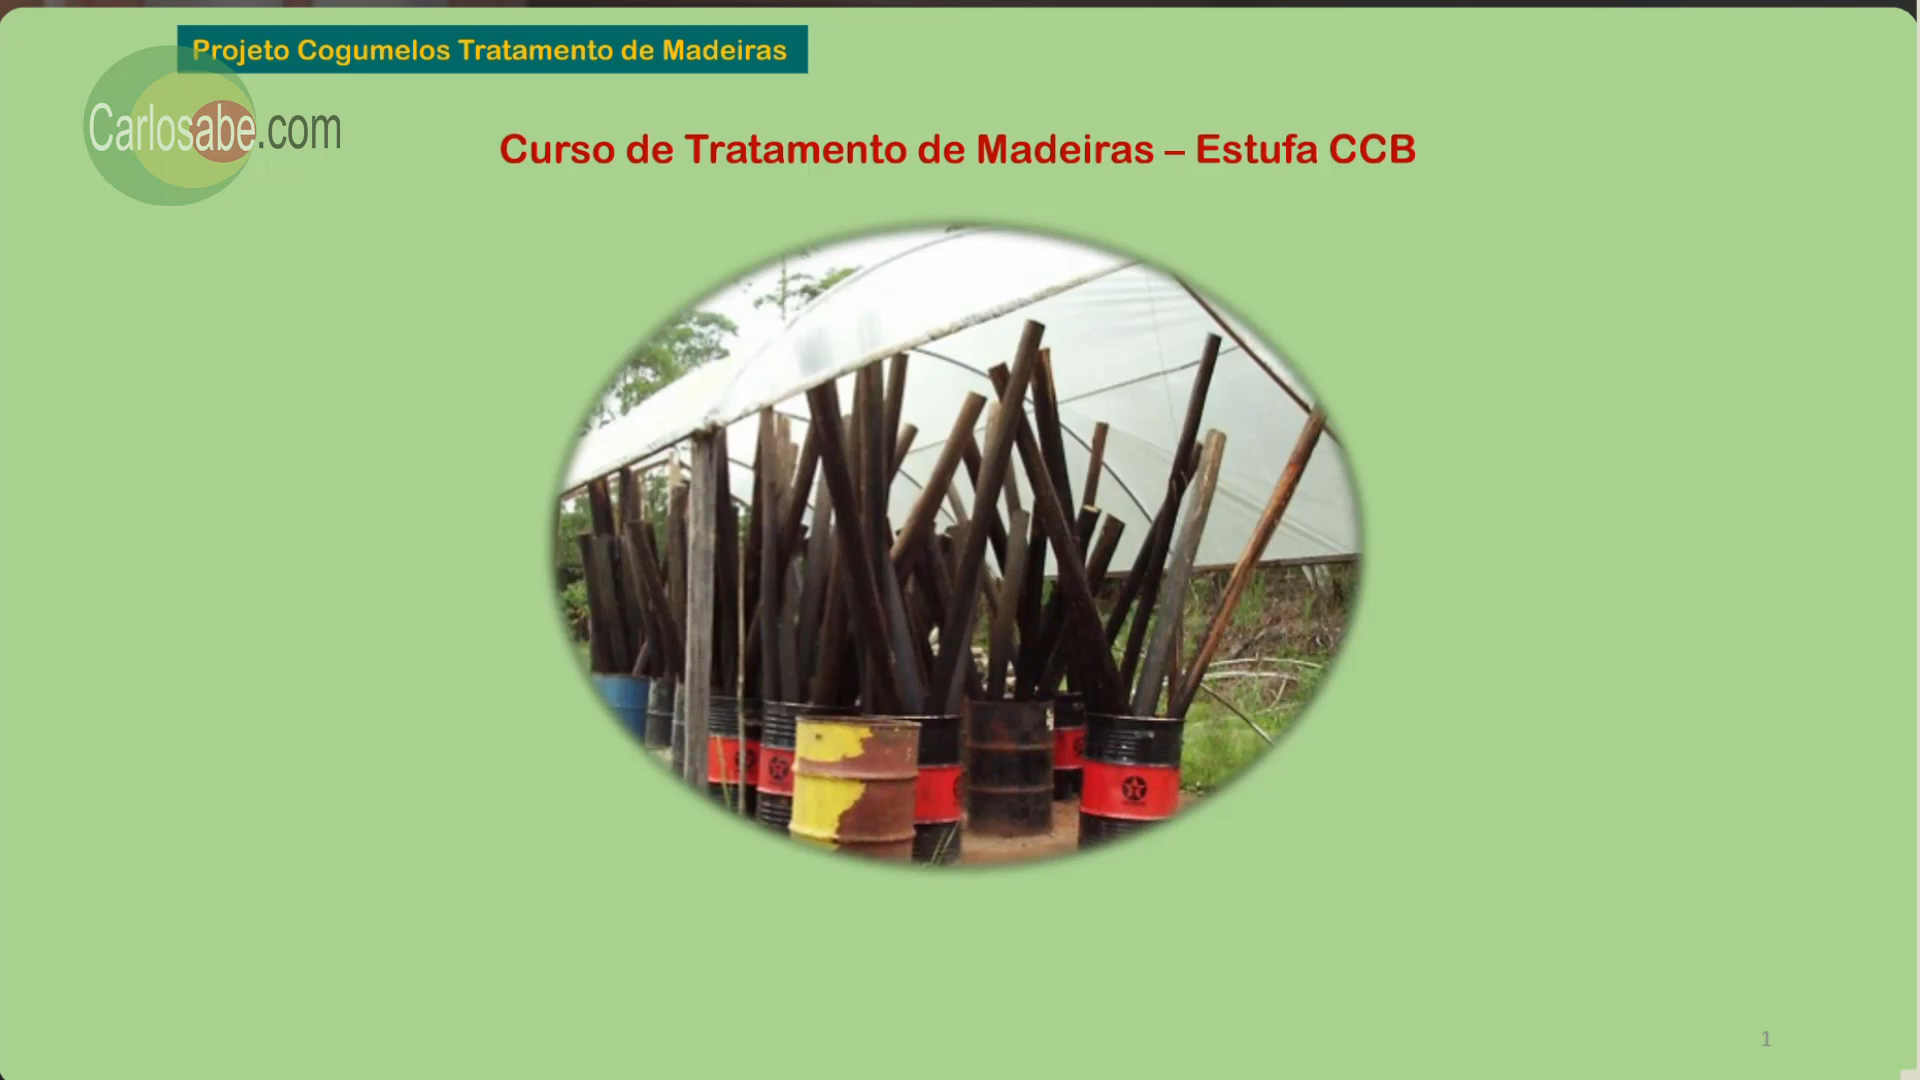 Projeto Cogumelos Tratamento de Madeiras
Carlosabe.com
Curso de Tratamento de Madeiras – Estufa CCB
1